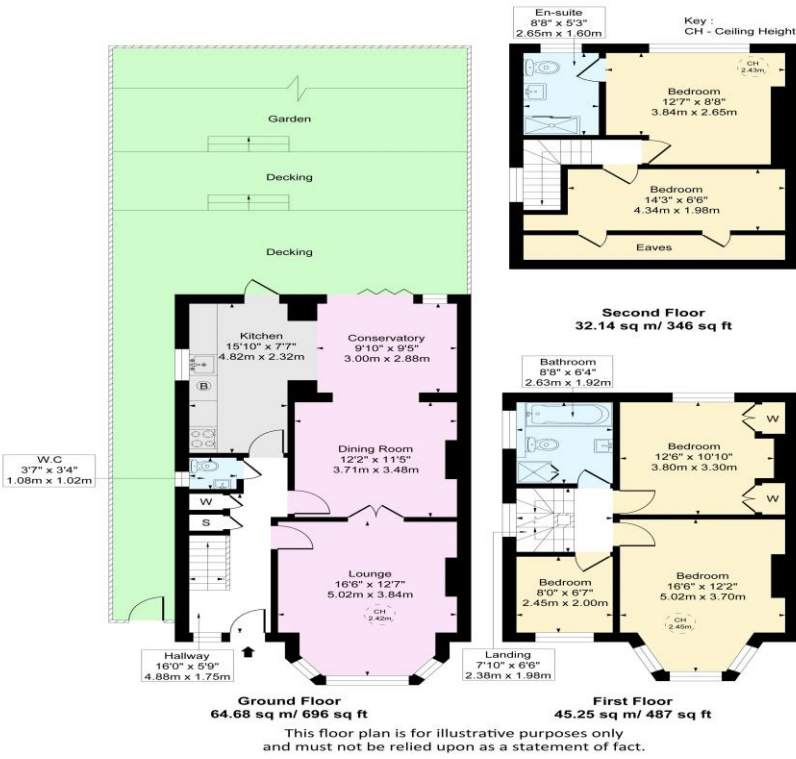 En-suite
8'8" x 5'3"
2.65m x 1.60m
Key :
CH - Ceiling Height
CH
2.43m
Bedroom
12'7" x 8'8"
3.84m x 2.65m
Bedroom
14'3" x 6'6"
4.34m x 1.98m
Eaves
Second Floor
32.14 sq m/ 346 sq ft
Garden
Decking
Decking
Kitchen
15'10" x 7'7"
4.82m x 2.32m
B
Conservatory
9'10" x 9'5"
3.00m x 2.88m
W.C
3'7" x 3'4"
1.08m x 1.02m
Dining Room
12'2" x 11'5"
3.71m x 3.48m
W
S
Lounge
16'6" x 12'7"
5.02m x 3.84m
CH
2.42m
Hallway
16'0" x 5'9"
4.88m x 1.75m
Ground Floor
64.68 sq m/ 696 sq ft
Bathroom
8'8" x 6'4"
2.63m x 1.92m
W
Bedroom
12'6" x 10'10"
3.80m x 3.30m
W
Bedroom
8'0" x 6'7"
2.45m x 2.00m
Bedroom
16'6" x 12'2"
5.02m x 3.70m
CH
2.45m
Landing
7'10" x 6'6"
2.38m x 1.98m
First Floor
45.25 sq m/ 487 sq ft
This floor plan is for illustrative purposes only
and must not be relied upon as a statement of fact.